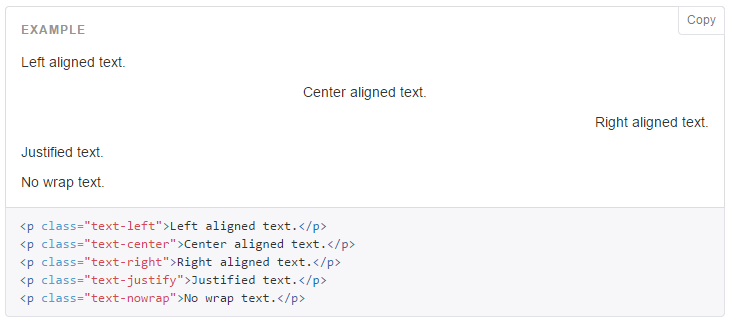 Copy
EXAMPLE
Left aligned text.
Center aligned text.
Right aligned text.
Justified text.
No wrap text.
<p class="text-left">Left aligned text.</p>
<p class="text-center">Center aligned text.</p>
<p class="text-right">Right aligned text.</p>
<p class="text-justify">Justified text.</p>
<p class="text-nowrap">No wrap text.</p>